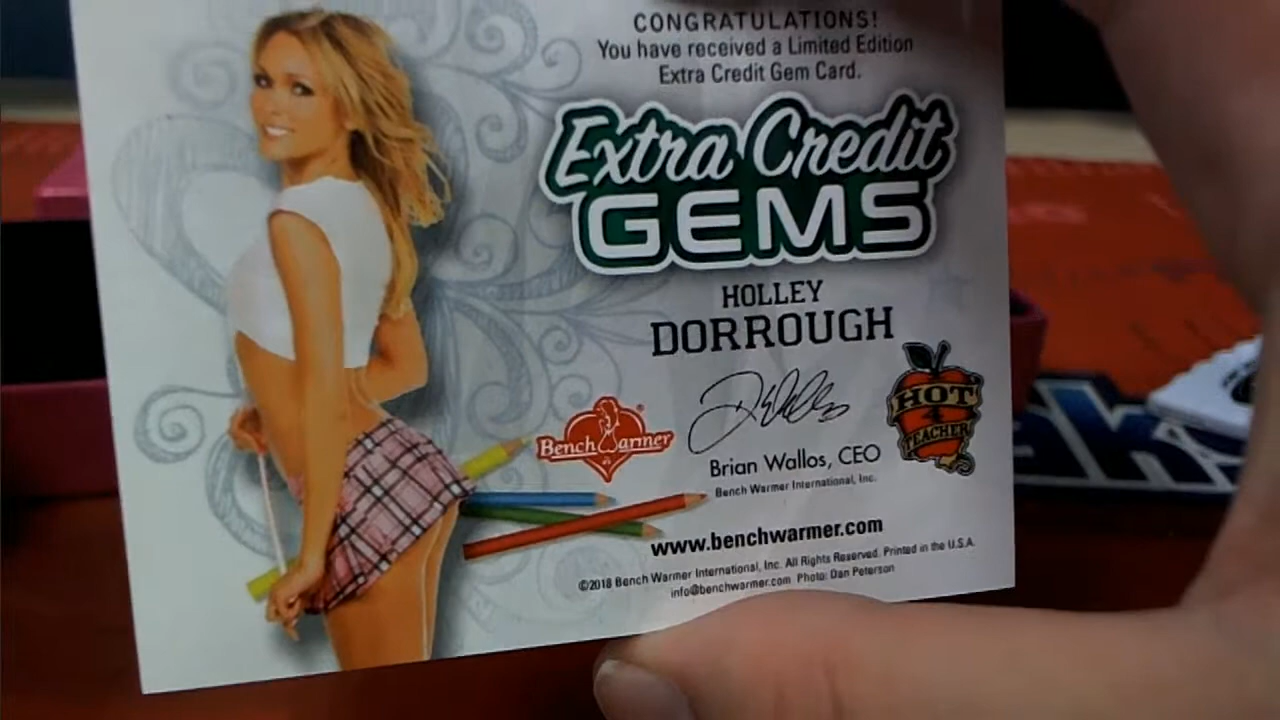 CONGRATULATIONS!
You have received a Limited Edition
Extra Credit Gem Card.
Extra Credit
GEMS
HOLLEY
DORROUGH
BenchWarmer®
HOT
4
TEACHER
Brian Wallos, CEO
Bench Warmer International, Inc.
www.benchwarmer.com
©2018 Bench Warmer International, Inc. All Rights Reserved. Printed in the U.S.A.
info@benchwarmer.com Photo: Dan Peterson